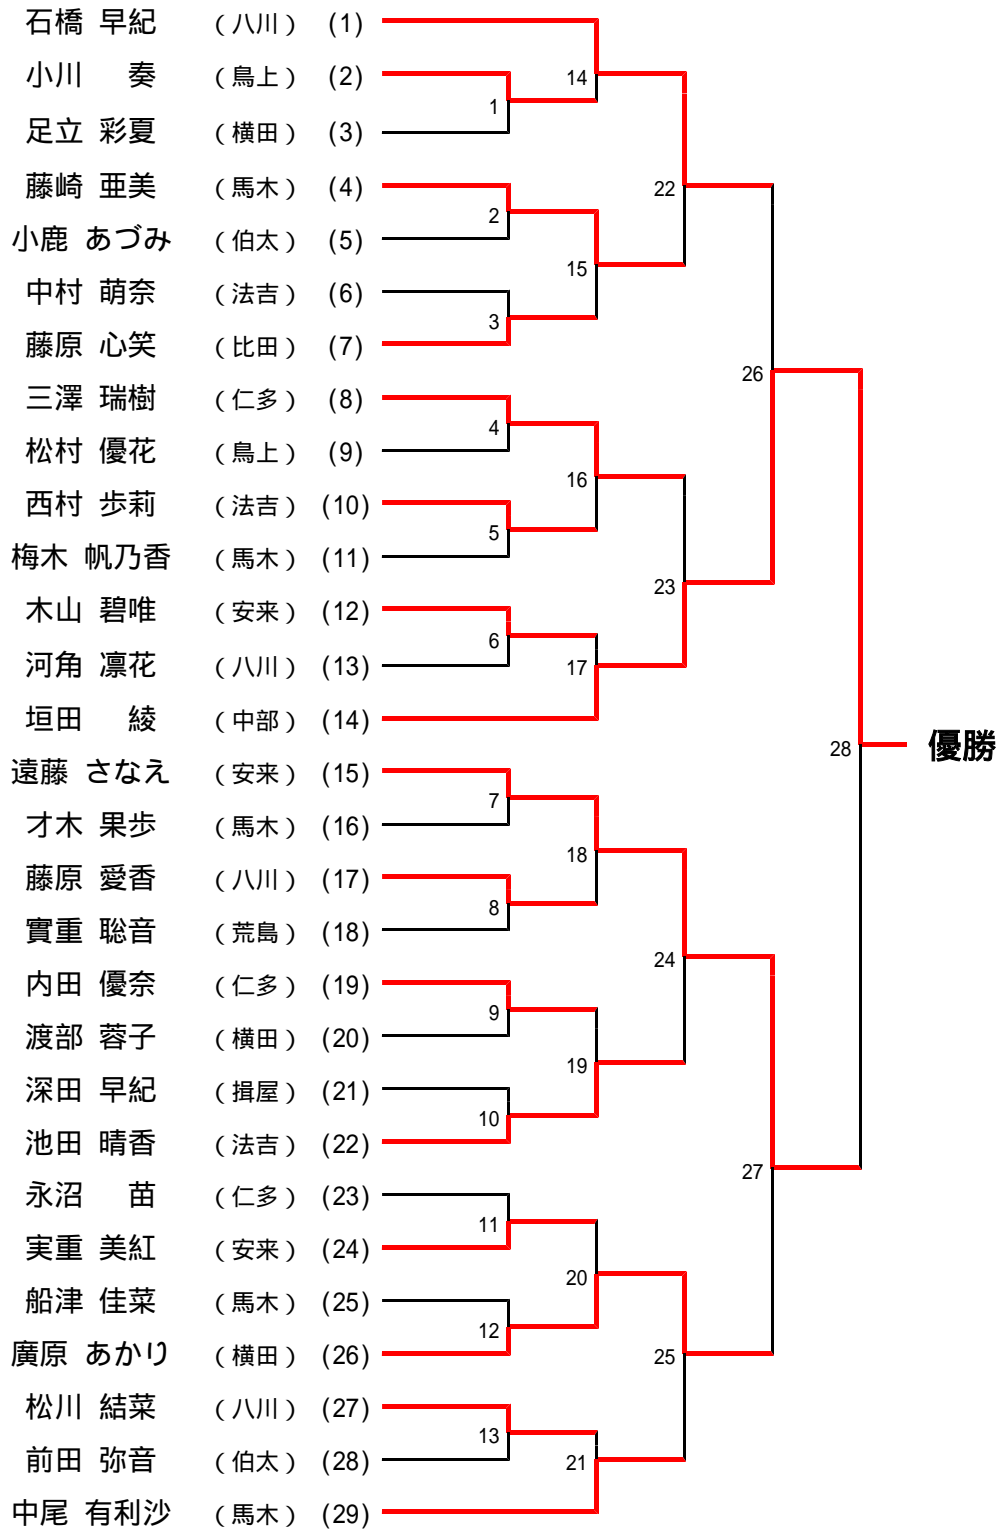 石橋 早紀 (八川) (1)
小川 奏 (鳥上) (2)
14
1
足立 彩夏 (横田) (3)
藤崎 亜美 (馬木) (4)
22
2
小鹿 あづみ (伯太) (5)
15
中村 萌奈 (法吉) (6)
3
藤原 心笑 (比田) (7)
26
三澤 瑞樹 (仁多) (8)
4
松村 優花 (鳥上) (9)
16
西村 歩莉 (法吉) (10)
5
梅木 帆乃香 (馬木) (11)
23
木山 碧唯 (安来) (12)
6
河角 凛花 (八川) (13)
17
垣田 綾 (中部) (14)
28 優勝
遠藤 さなえ (安来) (15)
7
才木 果歩 (馬木) (16)
18
藤原 愛香 (八川) (17)
8
實重 聡音 (荒島) (18)
24
内田 優奈 (仁多) (19)
9
渡部 蓉子 (横田) (20)
19
深田 早紀 (揖屋) (21)
10
池田 晴香 (法吉) (22)
27
永沼 苗 (仁多) (23)
11
実重 美紅 (安来) (24)
20
船津 佳菜 (馬木) (25)
12
廣原 あかり (横田) (26)
25
松川 結菜 (八川) (27)
13
前田 弥音 (伯太) (28)
21
中尾 有利沙 (馬木) (29)